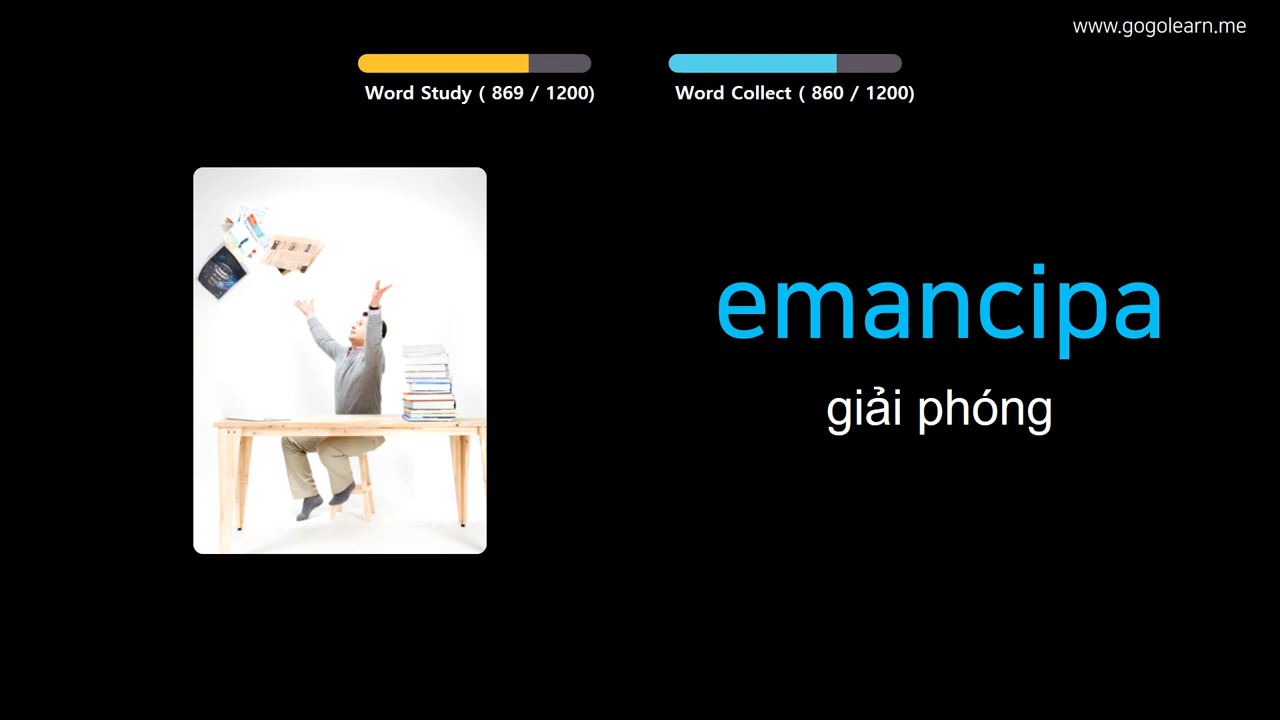 www.gogolearn.me
Word Study ( 869 / 1200)
Word Collect ( 860 / 1200)
emancipa
giải phóng